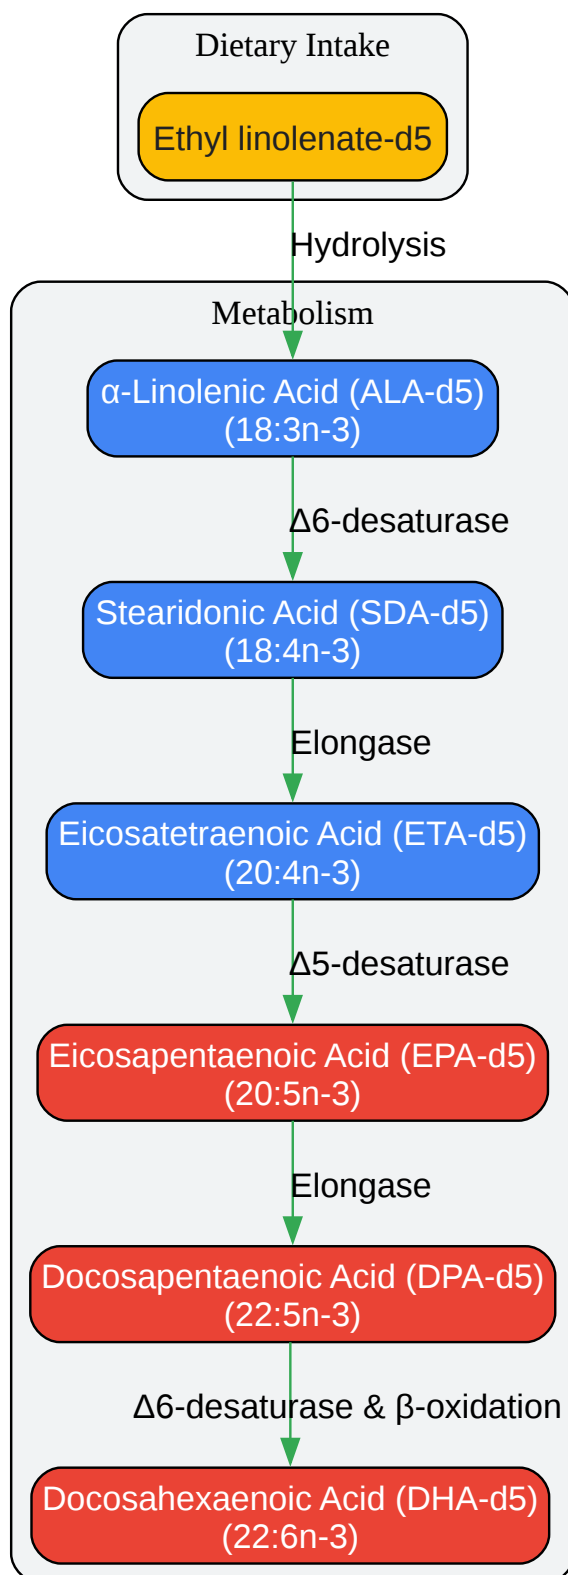 Dietary Intake
Ethyl linolenate-d5
Hydrolysis
Metabolism
α-Linolenic Acid (ALA-d5)
(18:3n-3)
Δ6-desaturase
Stearidonic Acid (SDA-d5)
(18:4n-3)
Elongase
Eicosatetraenoic Acid (ETA-d5)
(20:4n-3)
Δ5-desaturase
Eicosapentaenoic Acid (EPA-d5)
(20:5n-3)
Elongase
Docosapentaenoic Acid (DPA-d5)
(22:5n-3)
Δ6-desaturase & β-oxidation
Docosahexaenoic Acid (DHA-d5)
(22:6n-3)